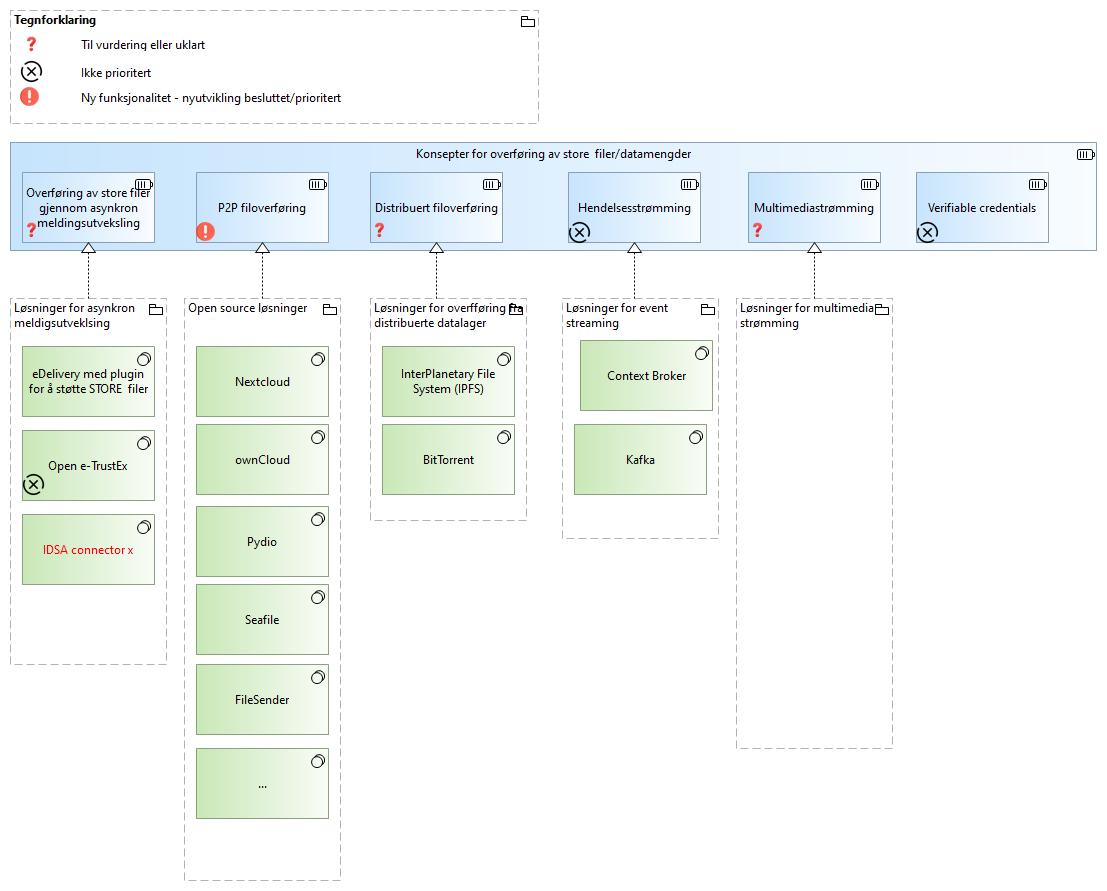 Tegnforklaring
Til vurdering eller uklart
Ikke prioritert
Ny funksjonalitet - nyutvikling besluttet/prioritert
Konsepter for overføring av store filer/datamengder
Overføring av store filer
gjennom asynkron
meldingsutveksling
P2P filoverføring
Distribuert filoverføring
Hendelsesstrømming
Multimediastrømming
Verifiable credentials
Løsninger for asynkron
meldigsutveklsing
eDelivery med plugin
for å støtte STORE filer
Open e-TrustEx
IDSA connector x
Open source løsninger
Nextcloud
ownCloud
Pydio
Seafile
FileSender
...
Løsninger for overfføring fra
distribuerte datalager
InterPlanetary File
System (IPFS)
BitTorrent
Løsninger for event
streaming
Context Broker
Kafka
Løsninger for multimedia
strømming